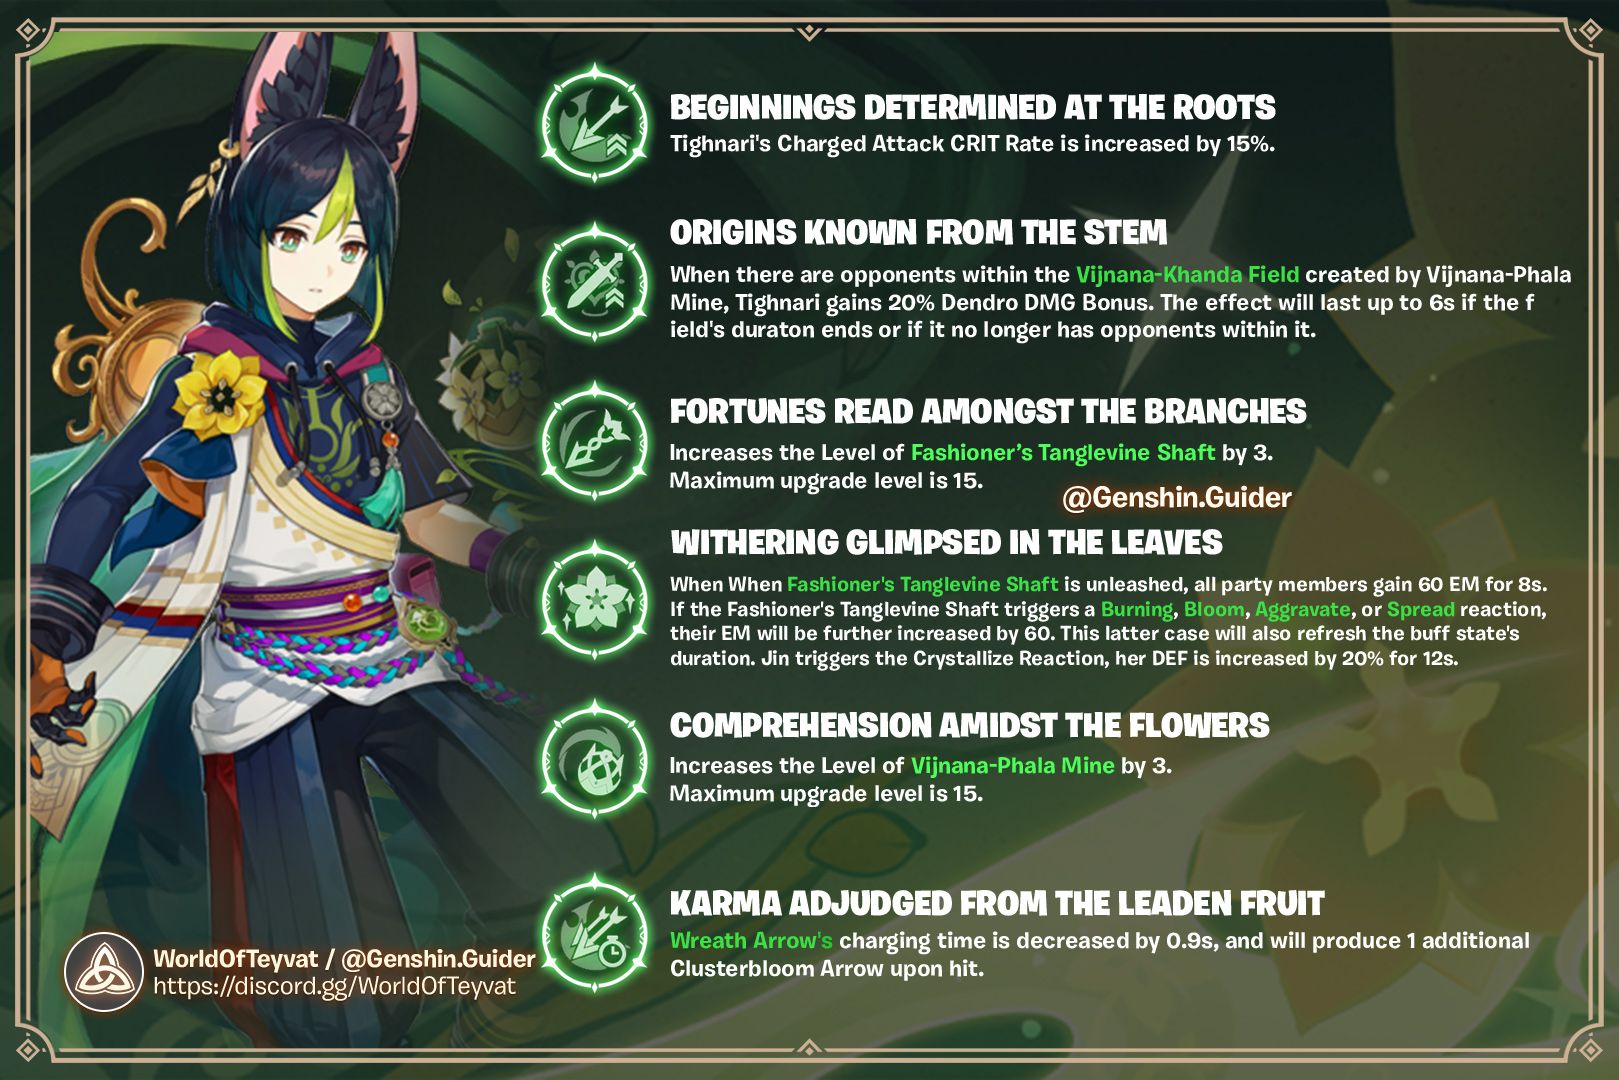 BEGINNINGS DETERMINED AT THE ROOTS
Tighnari's Charged Attack CRIT Rate is increased by 15%.
ORIGINS KNOWN FROM THE STEM
When there are opponents within the Vijnana-Khanda Field created by Vijnana-Phala
Mine, Tighnari gains 20% Dendro DMG Bonus. The effect will last up to 6s if the f
ield's duraton ends or if it no longer has opponents within it.
FORTUNES READ AMONGST THE BRANCHES
Increases the Level of Fashioner's Tanglevine Shaft by 3.
Maximum upgrade level is 15.
@Genshin.Guider
WITHERING GLIMPSED IN THE LEAVES
When When Fashioner's Tanglevine Shaft is unleashed, all party members gain 60 EM for 8s.
If the Fashioner's Tanglevine Shaft triggers a Burning, Bloom, Aggravate, or Spread reaction,
their EM will be further increased by 60. This latter case will also refresh the buff state's
duration. Jin triggers the Crystallize Reaction, her DEF is increased by 20% for 12s.
COMPREHENSION AMIDST THE FLOWERS
Increases the Level of Vijnana-Phala Mine by 3.
Maximum upgrade level is 15.
KARMA ADJUDGED FROM THE LEADEN FRUIT
Wreath Arrow's charging time is decreased by 0.9s, and will produce 1 additional
Clusterbloom Arrow upon hit.
WorldOfTeyvat / @Genshin.Guider
https://discord.gg/WorldOfTeyvat